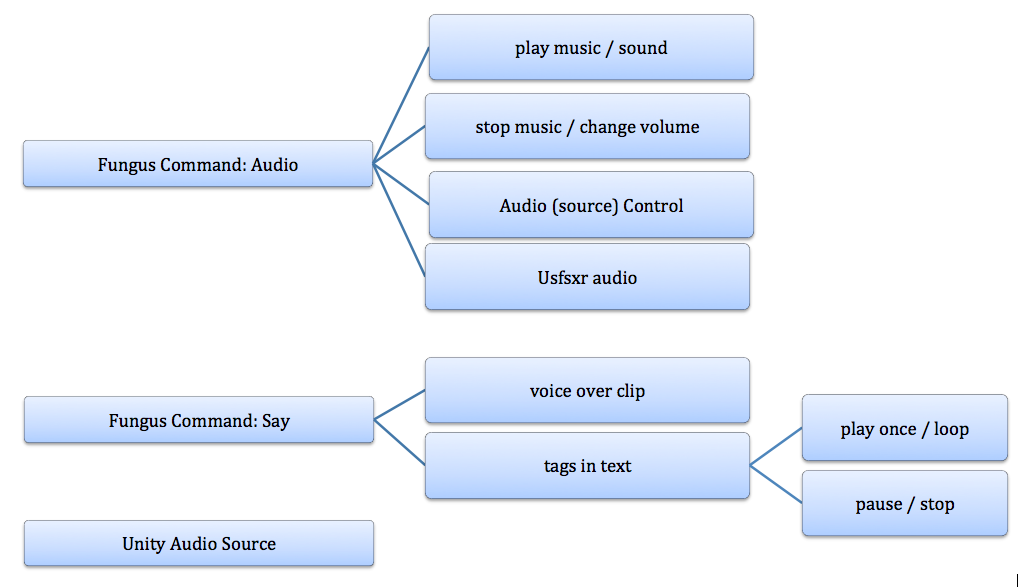 play music / sound
stop music / change volume
Fungus Command: Audio
Audio (source) Control
Usfsxr audio
voice over clip
Fungus Command: Say
play once / loop
tags in text
pause / stop
Unity Audio Source